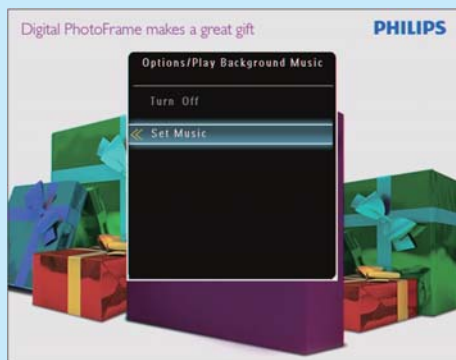 Digital PhotoFrame makes a great gift
PHILIPS
Options/Play Background Music
Turn Off
Set Music